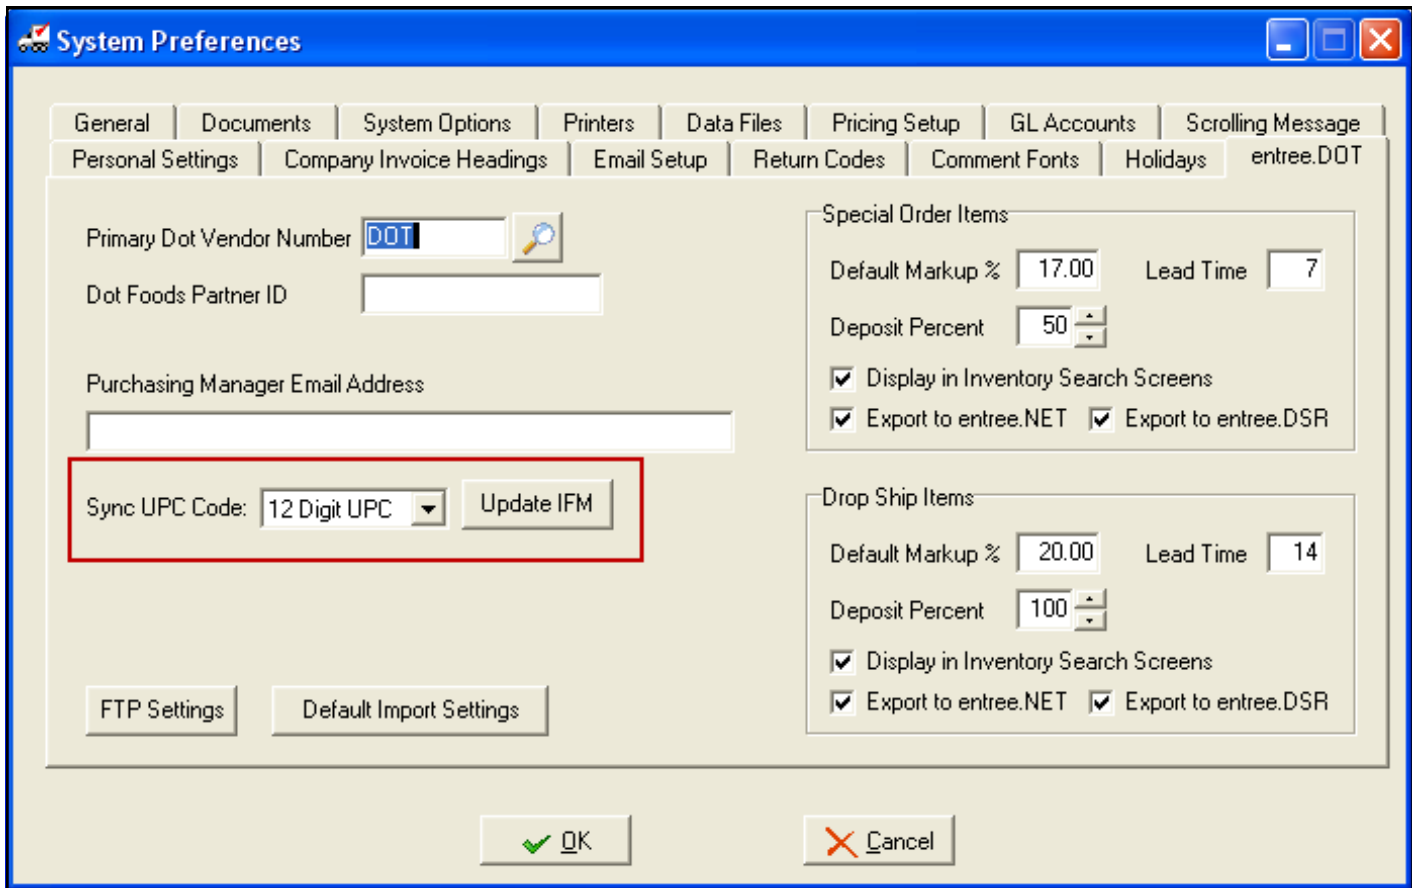 System Preferences
General Documents System Options Printers Data Files Pricing Setup GL Accounts Scrolling Message
Personal Settings Company Invoice Headings Email Setup Return Codes Comment Fonts Holidays entree.DOT
Primary Dot Vendor Number DOT
Dot Foods Partner ID
Purchasing Manager Email Address
Sync UPC Code: 12 Digit UPC Update IFM
FTP Settings Default Import Settings
Special Order Items
Default Markup % 17.00 Lead Time 7
Deposit Percent 50
Display in Inventory Search Screens
Export to entree.NET Export to entree.DSR
Drop Ship Items
Default Markup % 20.00 Lead Time 14
Deposit Percent 100
Display in Inventory Search Screens
Export to entree.NET Export to entree.DSR
OK Cancel